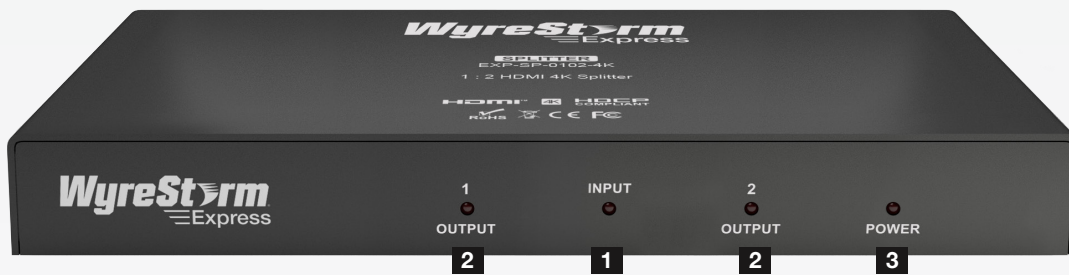 WyreStorm
Express
SPLITTER
EXP-SP-0102-4K
1 : 2 HDMI 4K Splitter
HDMI 4K HDCP
COMPLIANT
RoHS CE FC
WyreStorm
Express
1 INPUT 2
OUTPUT OUTPUT POWER
2 1 2 3